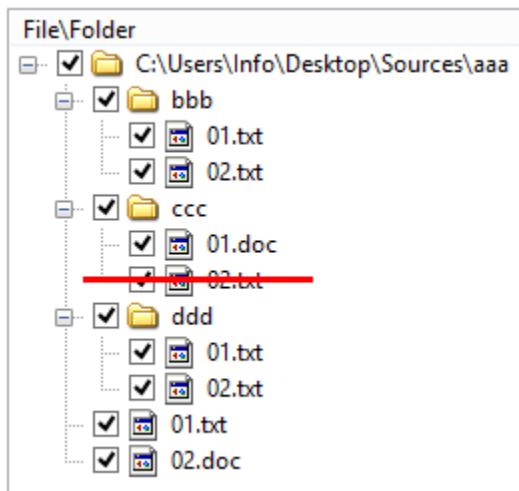 File\Folder
C:\Users\Info\Desktop\Sources\aaa
bbb
01.txt
02.txt
ccc
01.doc
02.txt
ddd
01.txt
02.txt
01.txt
02.doc